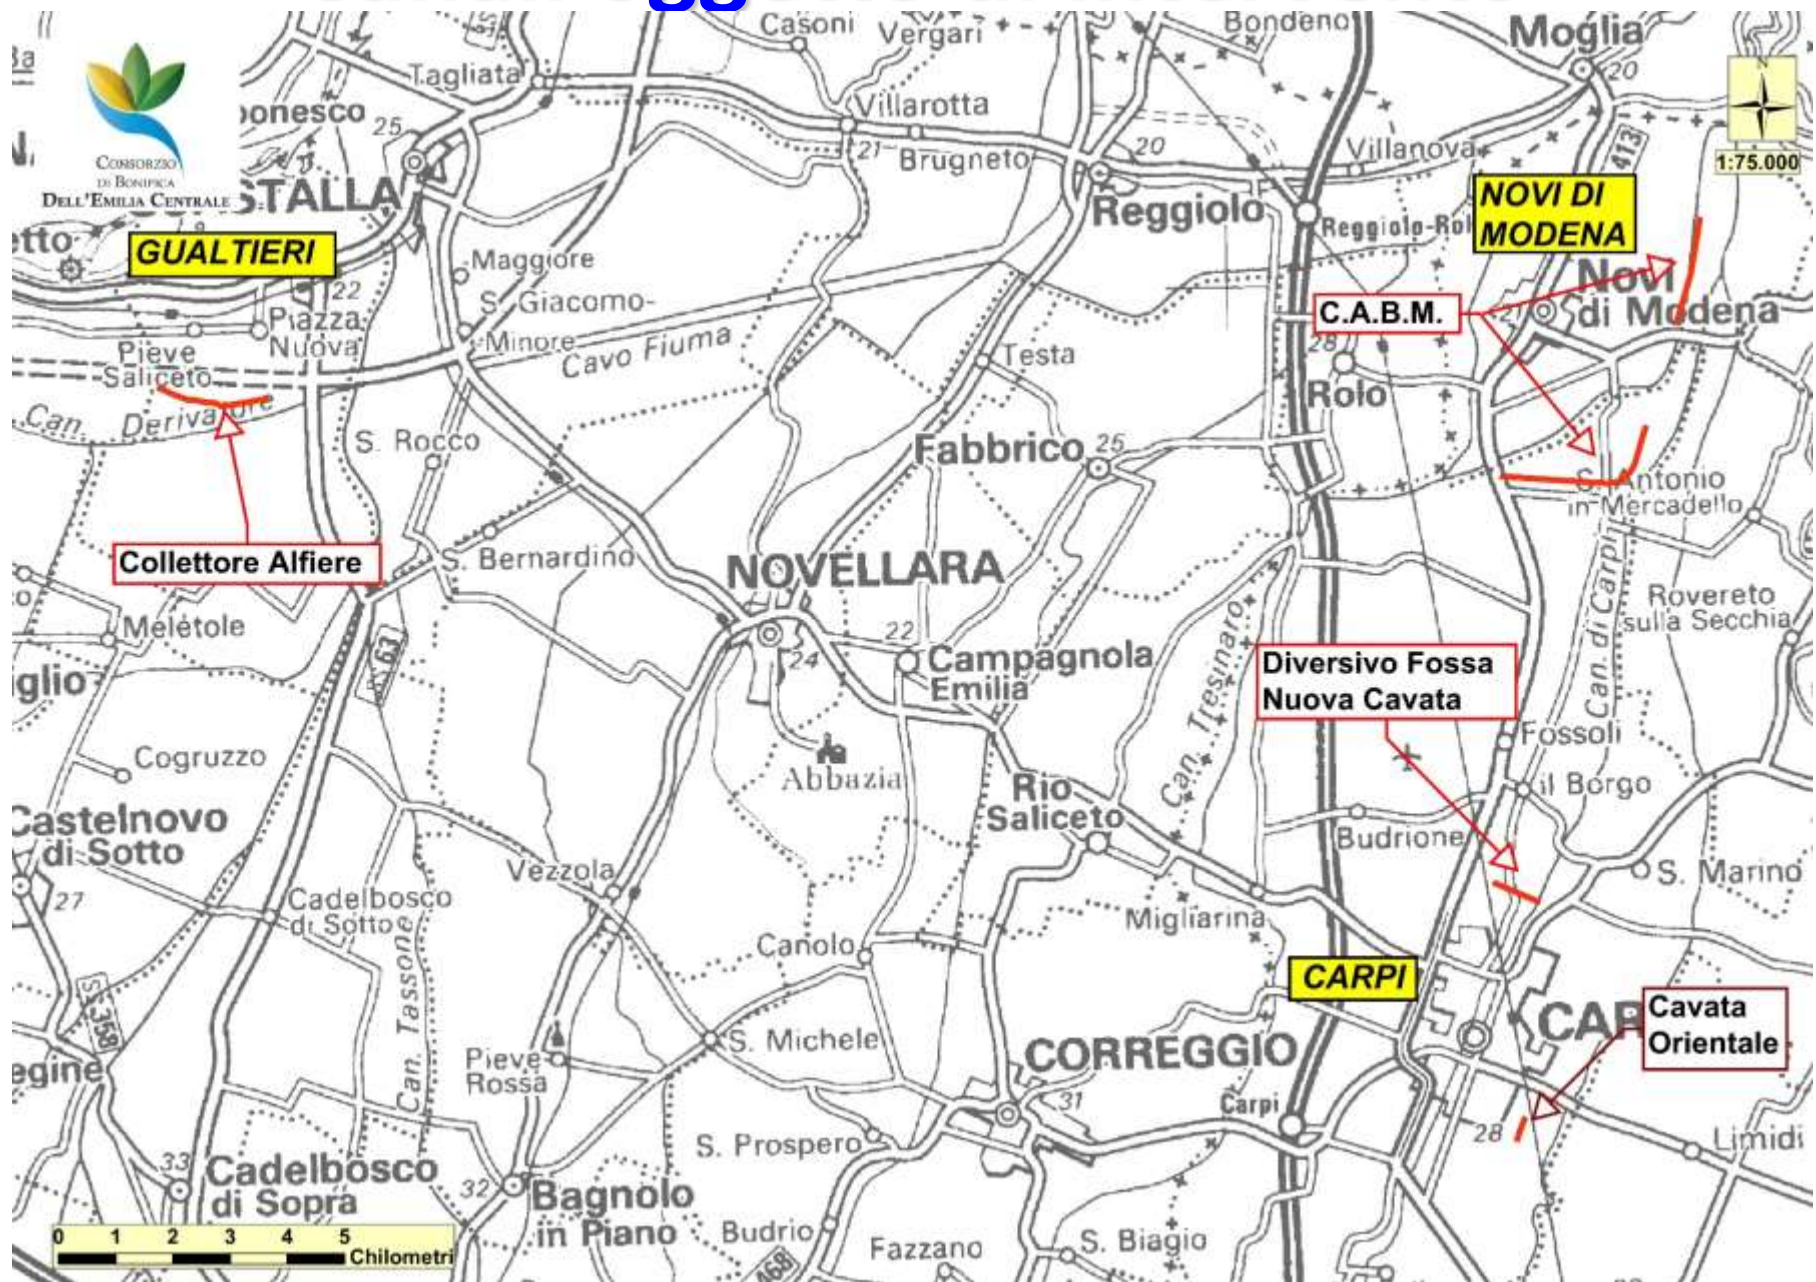 Casoni
Vergari
Bondeno
Moglia
20
Tagliata
Villarotta
21
Brugneto
20
Villanova
413
1:75.000
CONSORZIO
DI BONIFICA
DELL'EMILIA CENTRALE
25
STALLA
Reggiolo
NOVI DI
MODENA
GUALTIERI
22
Maggiore
S. Giacomo-
Minore
Piazza
Nuova
Pieve
Saliceto
Cavo Fiuma
Testa
C.A.B.M.
Novi
di Modena
28
Rolo
Can. Derivatore
S. Rocco
Fabbrico
25
S. Antonio
in Mercadello
Collettore Alfiere
S. Bernardino
NOVELLARA
24
Melétole
22
Campagnola
Emilia
Can. Tresinaro
Can. di Carpi
Rovereto
sulla Secchia
63
Diversivo Fossa
Nuova Cavata
Fossoli
il Borgo
Cogruzzo
Abbazia
Rio
Saliceto
Budrione
S. Marino
Castelnovo
di Sotto
27
Vezzola
Cadelbosco
di Sotto
Canolo
Migliarina
CARPI
Cavata
Orientale
S. 358
Can. Tassone
Pieve
Rossa
S. Michele
CORREGGIO
31
Carpi
28
Limidi
S. Prospero
33
Cadelbosco
di Sopra
32
Bagnolo
in Piano
Budrio
468
Fazzano
S. Biagio
0 1 2 3 4 5
Chilometri